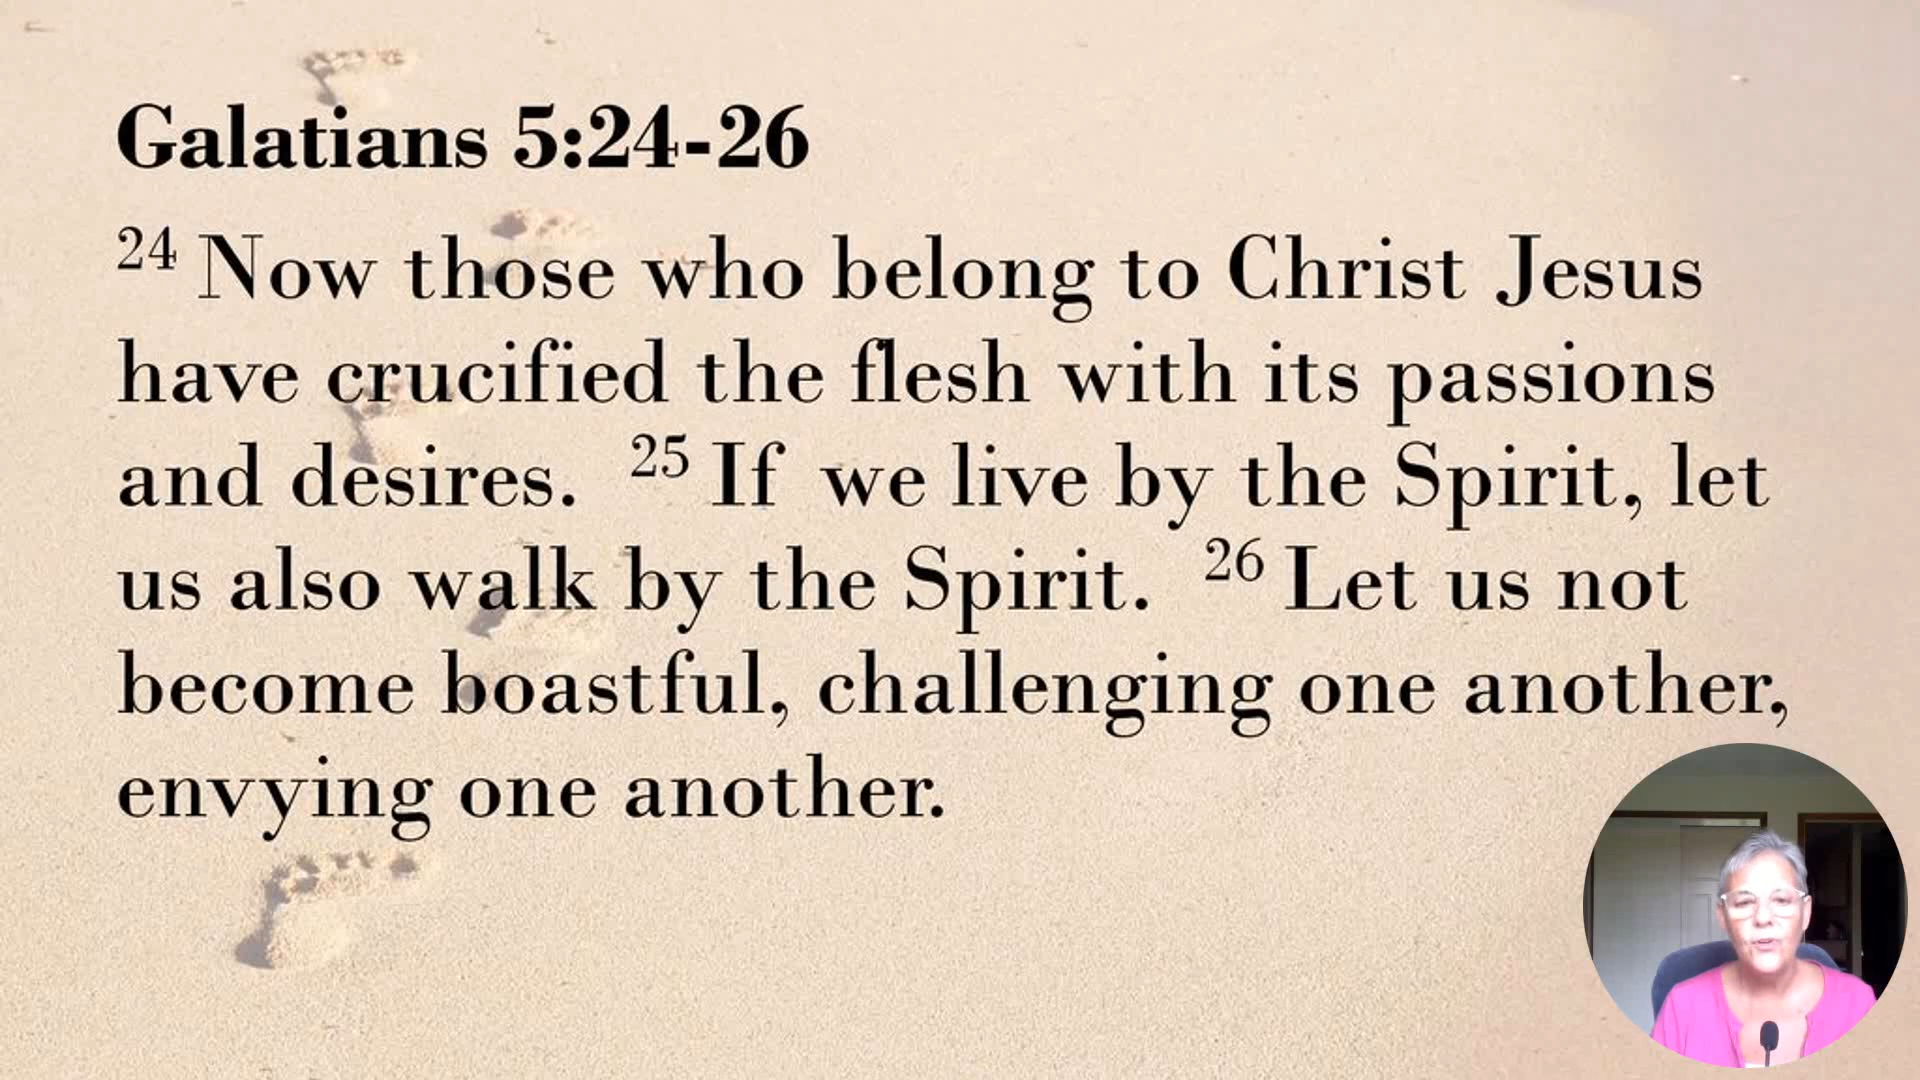 Galatians 5:24-26
24 Now those who belong to Christ Jesus
have crucified the flesh with its passions
and desires. 25 If we live by the Spirit, let
us also walk by the Spirit. 26 Let us not
become boastful, challenging one another,
envying one another.